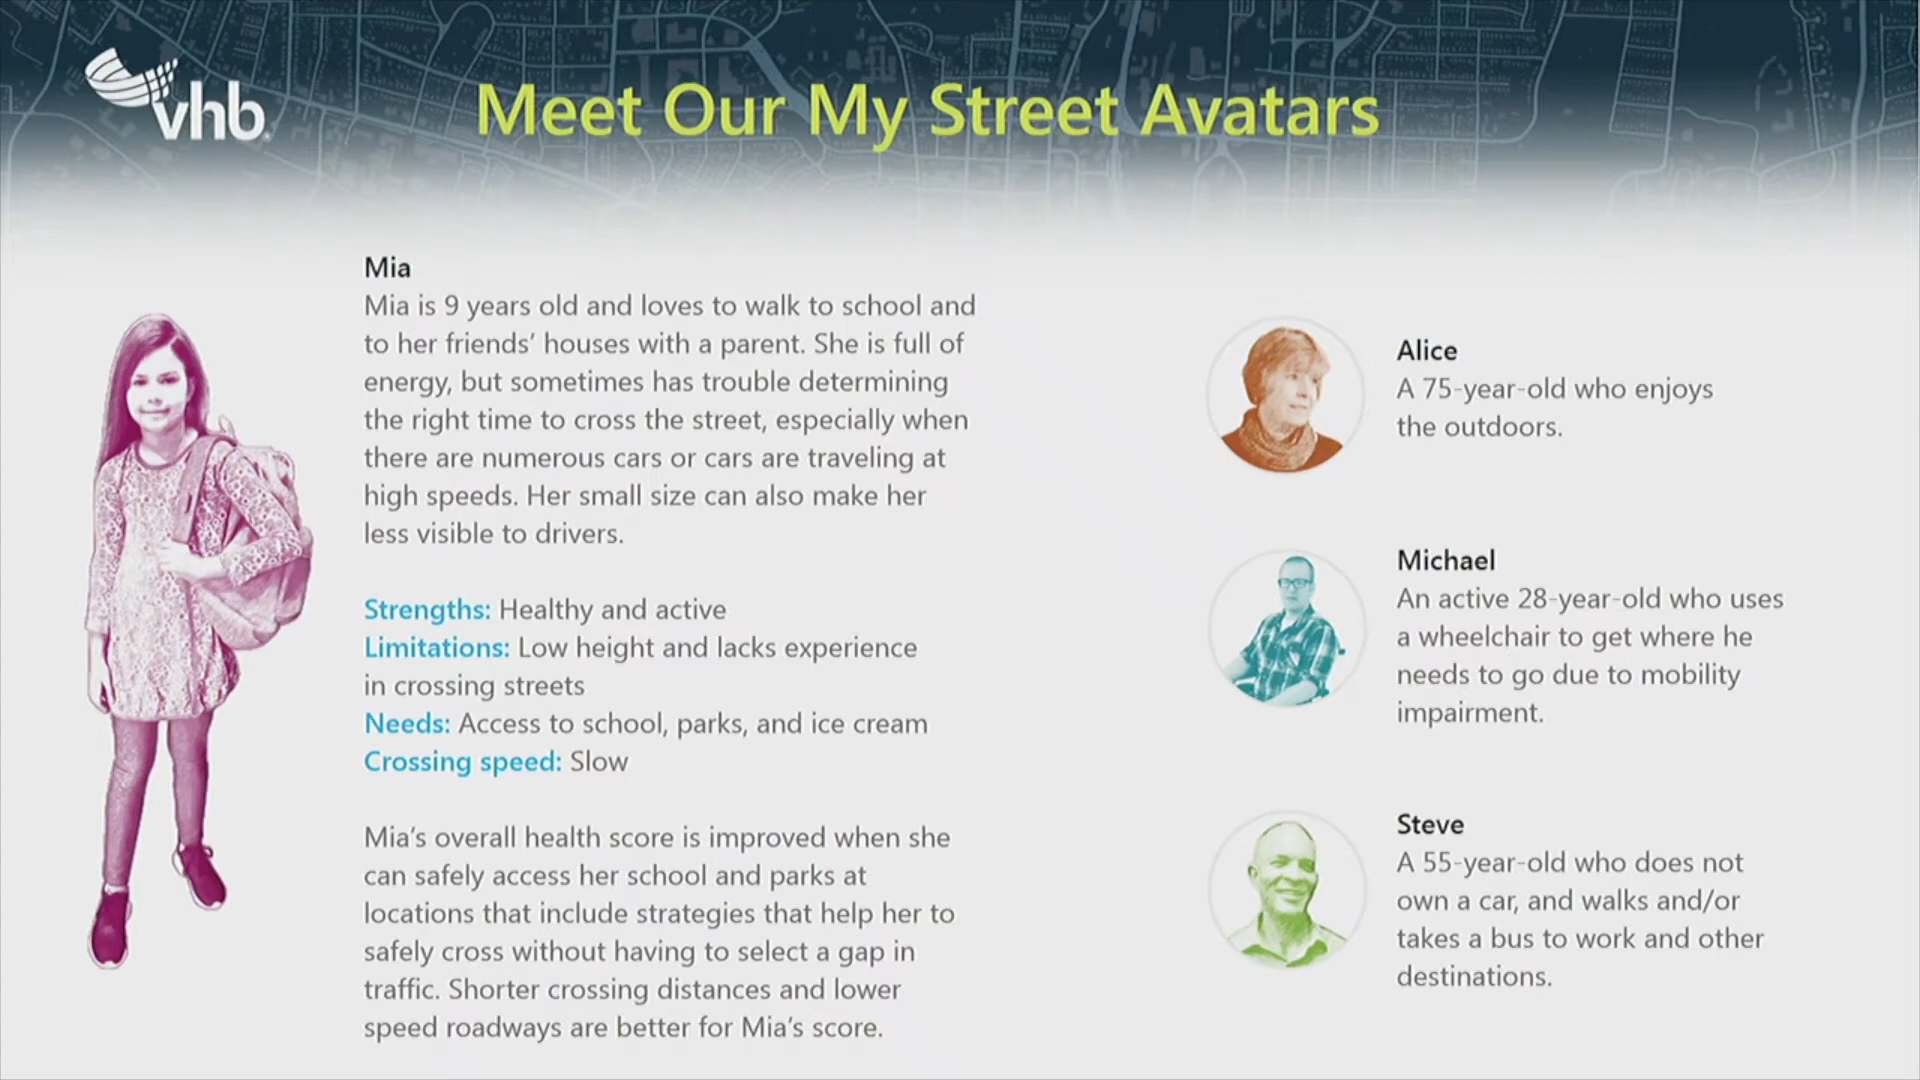 vhb
Meet Our My Street Avatars
Mia
Mia is 9 years old and loves to walk to school and
to her friends' houses with a parent. She is full of
energy, but sometimes has trouble determining
the right time to cross the street, especially when
there are numerous cars or cars are traveling at
high speeds. Her small size can also make her
less visible to drivers.
Strengths: Healthy and active
Limitations: Low height and lacks experience
in crossing streets
Needs: Access to school, parks, and ice cream
Crossing speed: Slow
Mia's overall health score is improved when she
can safely access her school and parks at
locations that include strategies that help her to
safely cross without having to select a gap in
traffic. Shorter crossing distances and lower
speed roadways are better for Mia's score.
Alice
A 75-year-old who enjoys
the outdoors.
Michael
An active 28-year-old who uses
a wheelchair to get where he
needs to go due to mobility
impairment.
Steve
A 55-year-old who does not
own a car, and walks and/or
takes a bus to work and other
destinations.